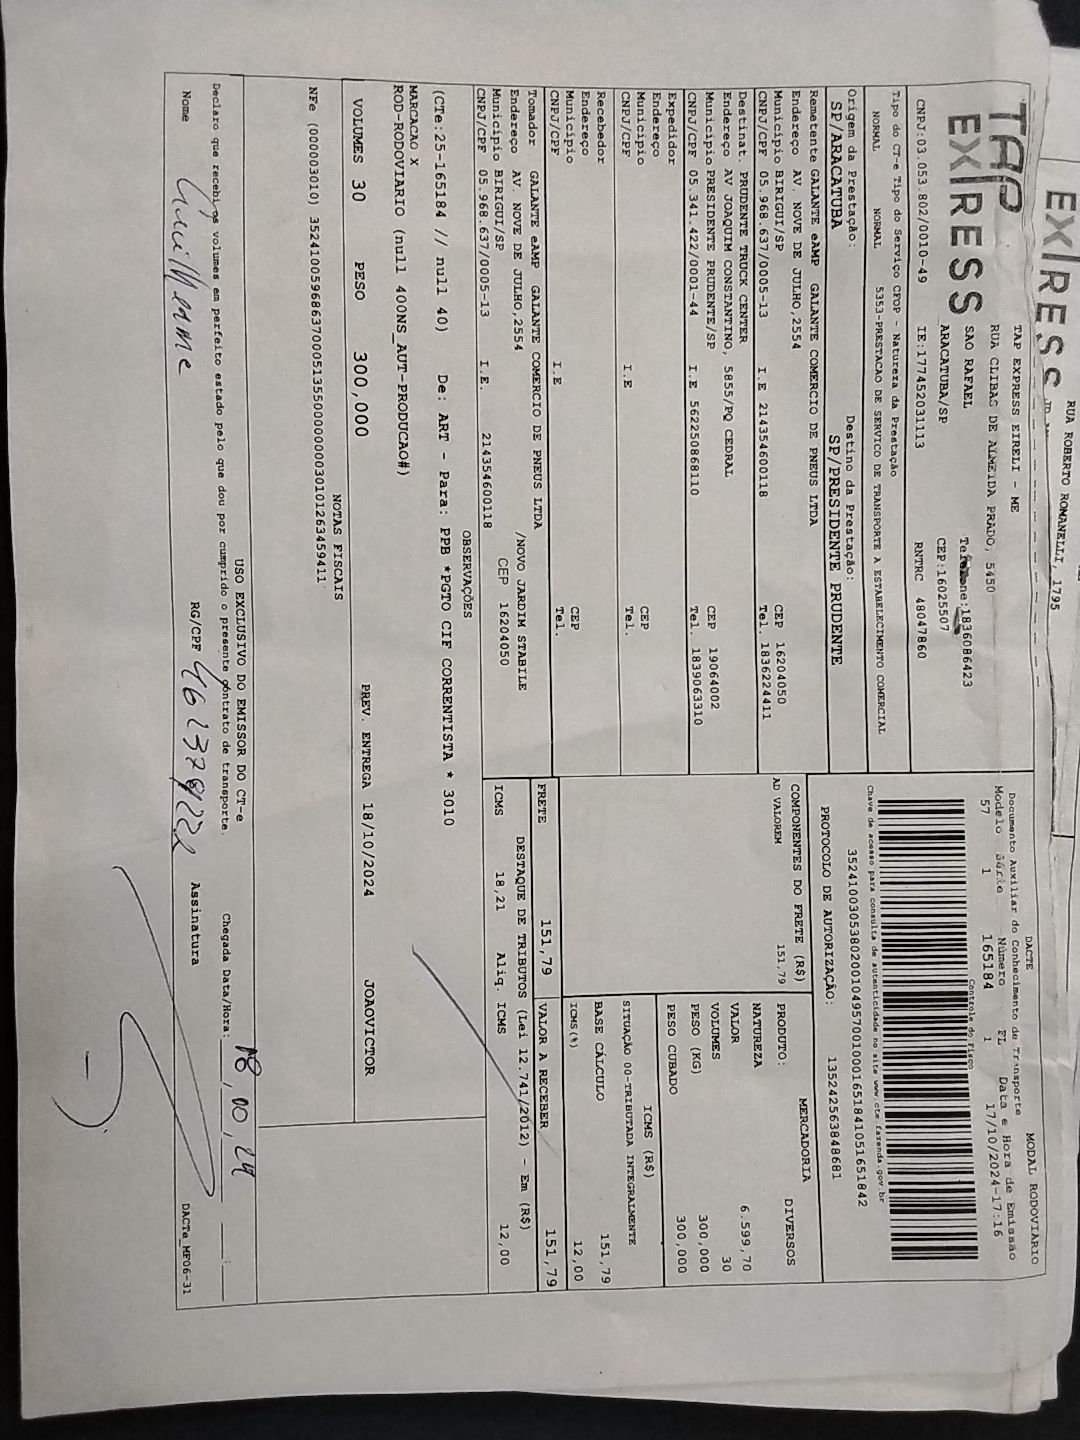 EXPRESS
RUA ROBERTO ROMANELLI, 1795
TAP
EXPRESS
TAP EXPRESS EIRELI - ME
RUA CLIBAS DE ALMEIDA PRADO, 5450
SAO RAFAEL Telefone:1836086423
ARACATUBA/SP CEP:16025507
CNPJ:03.053.802/0010-49 IE:177452031113 RNTRC 48047860
Tipo do CT-e Tipo do Serviço CFOP - Natureza da Prestação
NORMAL NORMAL 5353-PRESTACAO DE SERVICO DE TRANSPORTE A ESTABELECIMENTO COMERCIAL
Origem da Prestação: Destino da Prestação:
SP/ARACATUBA SP/PRESIDENTE PRUDENTE
Remetente GALANTE eAMP GALANTE COMERCIO DE PNEUS LTDA
Endereço AV. NOVE DE JULHO,2554
Município BIRIGUI/SP CEP 16204050
CNPJ/CPF 05.968.637/0005-13 I.E 214354600118 Tel. 1836224411
Destinat. PRUDENTE TRUCK CENTER
Endereço AV JOAQUIM CONSTANTINO, 5855/PQ CEDRAL
Município PRESIDENTE PRUDENTE/SP CEP 19064002
CNPJ/CPF 05.341.422/0001-44 I.E 562250868110 Tel. 1839063310
Expedidor
Endereço
Município CEP
CNPJ/CPF I.E Tel.
Recebedor
Endereço
Município CEP
CNPJ/CPF I.E Tel.
Tomador GALANTE eAMP GALANTE COMERCIO DE PNEUS LTDA
Endereço AV. NOVE DE JULHO,2554 /NOVO JARDIM STABILE
Município BIRIGUI/SP CEP 16204050
CNPJ/CPF 05.968.637/0005-13 I.E. 214354600118
DACTE MODAL RODOVIÁRIO
Documento Auxiliar do Conhecimento de Transporte
Modelo Série Número FL Data e Hora de Emissão
57 1 165184 1 17/10/2024-17:16
Controle do Fisco
Chave de acesso para consulta de autenticidade no site www.cte.fazenda.gov.br
35241003053802001049570010001651841051651842
PROTOCOLO DE AUTORIZAÇÃO: 135242563848681
COMPONENTES DO FRETE (R$)
AD VALOREM 151,79
PRODUTO: MERCADORIA
NATUREZA DIVERSOS
VALOR 6.599,70
VOLUMES 30
PESO (KG) 300,000
PESO CUBADO 300,000
ICMS (R$)
SITUAÇÃO 00-TRIBUTADA INTEGRALMENTE
BASE CÁLCULO 151,79
ICMS(%) 12,00
FRETE 151,79 VALOR A RECEBER 151,79
DESTAQUE DE TRIBUTOS (Lei 12.741/2012) - Em (R$)
ICMS 18,21 Aliq. ICMS 12,00
OBSERVAÇÕES
(CTe:25-165184 // null 40) De: ART - Para: PPB *PGTO CIF CORRENTISTA * 3010
MARCACAO X
ROD-RODOVIARIO (null 400NS_AUT-PRODUCAO#)
VOLUMES 30 PESO 300,000 PREV. ENTREGA 18/10/2024 JOAOVICTOR
NOTAS FISCAIS
NFe (000003010) 35241005968637000513550000000030101263459411
USO EXCLUSIVO DO EMISSOR DO CT-e
Declaro que recebi os volumes em perfeito estado pelo que dou por cumprido o presente contrato de transporte. Chegada Data/Hora: 18,10,24
Nome Guilherme RG/CPF Assinatura
DACTe_MF06-31